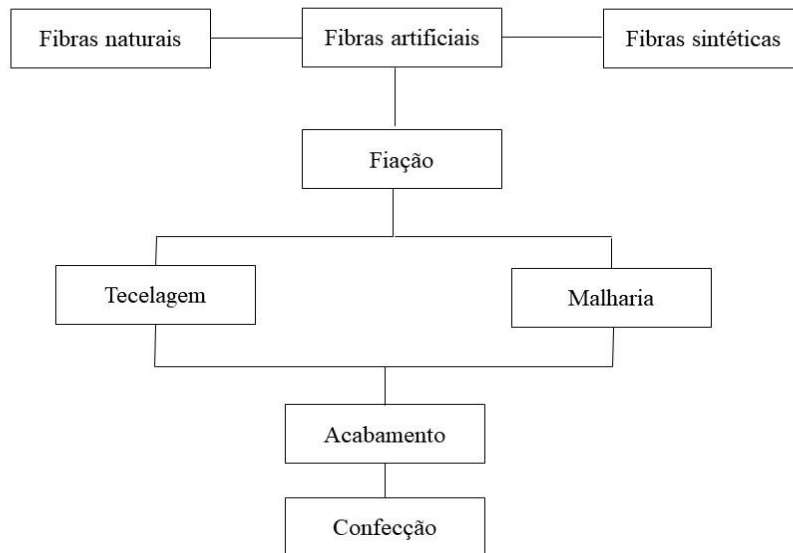 Fibras naturais
Fibras artificiais
Fibras sintéticas
Fiação
Tecelagem
Malharia
Acabamento
Confecção